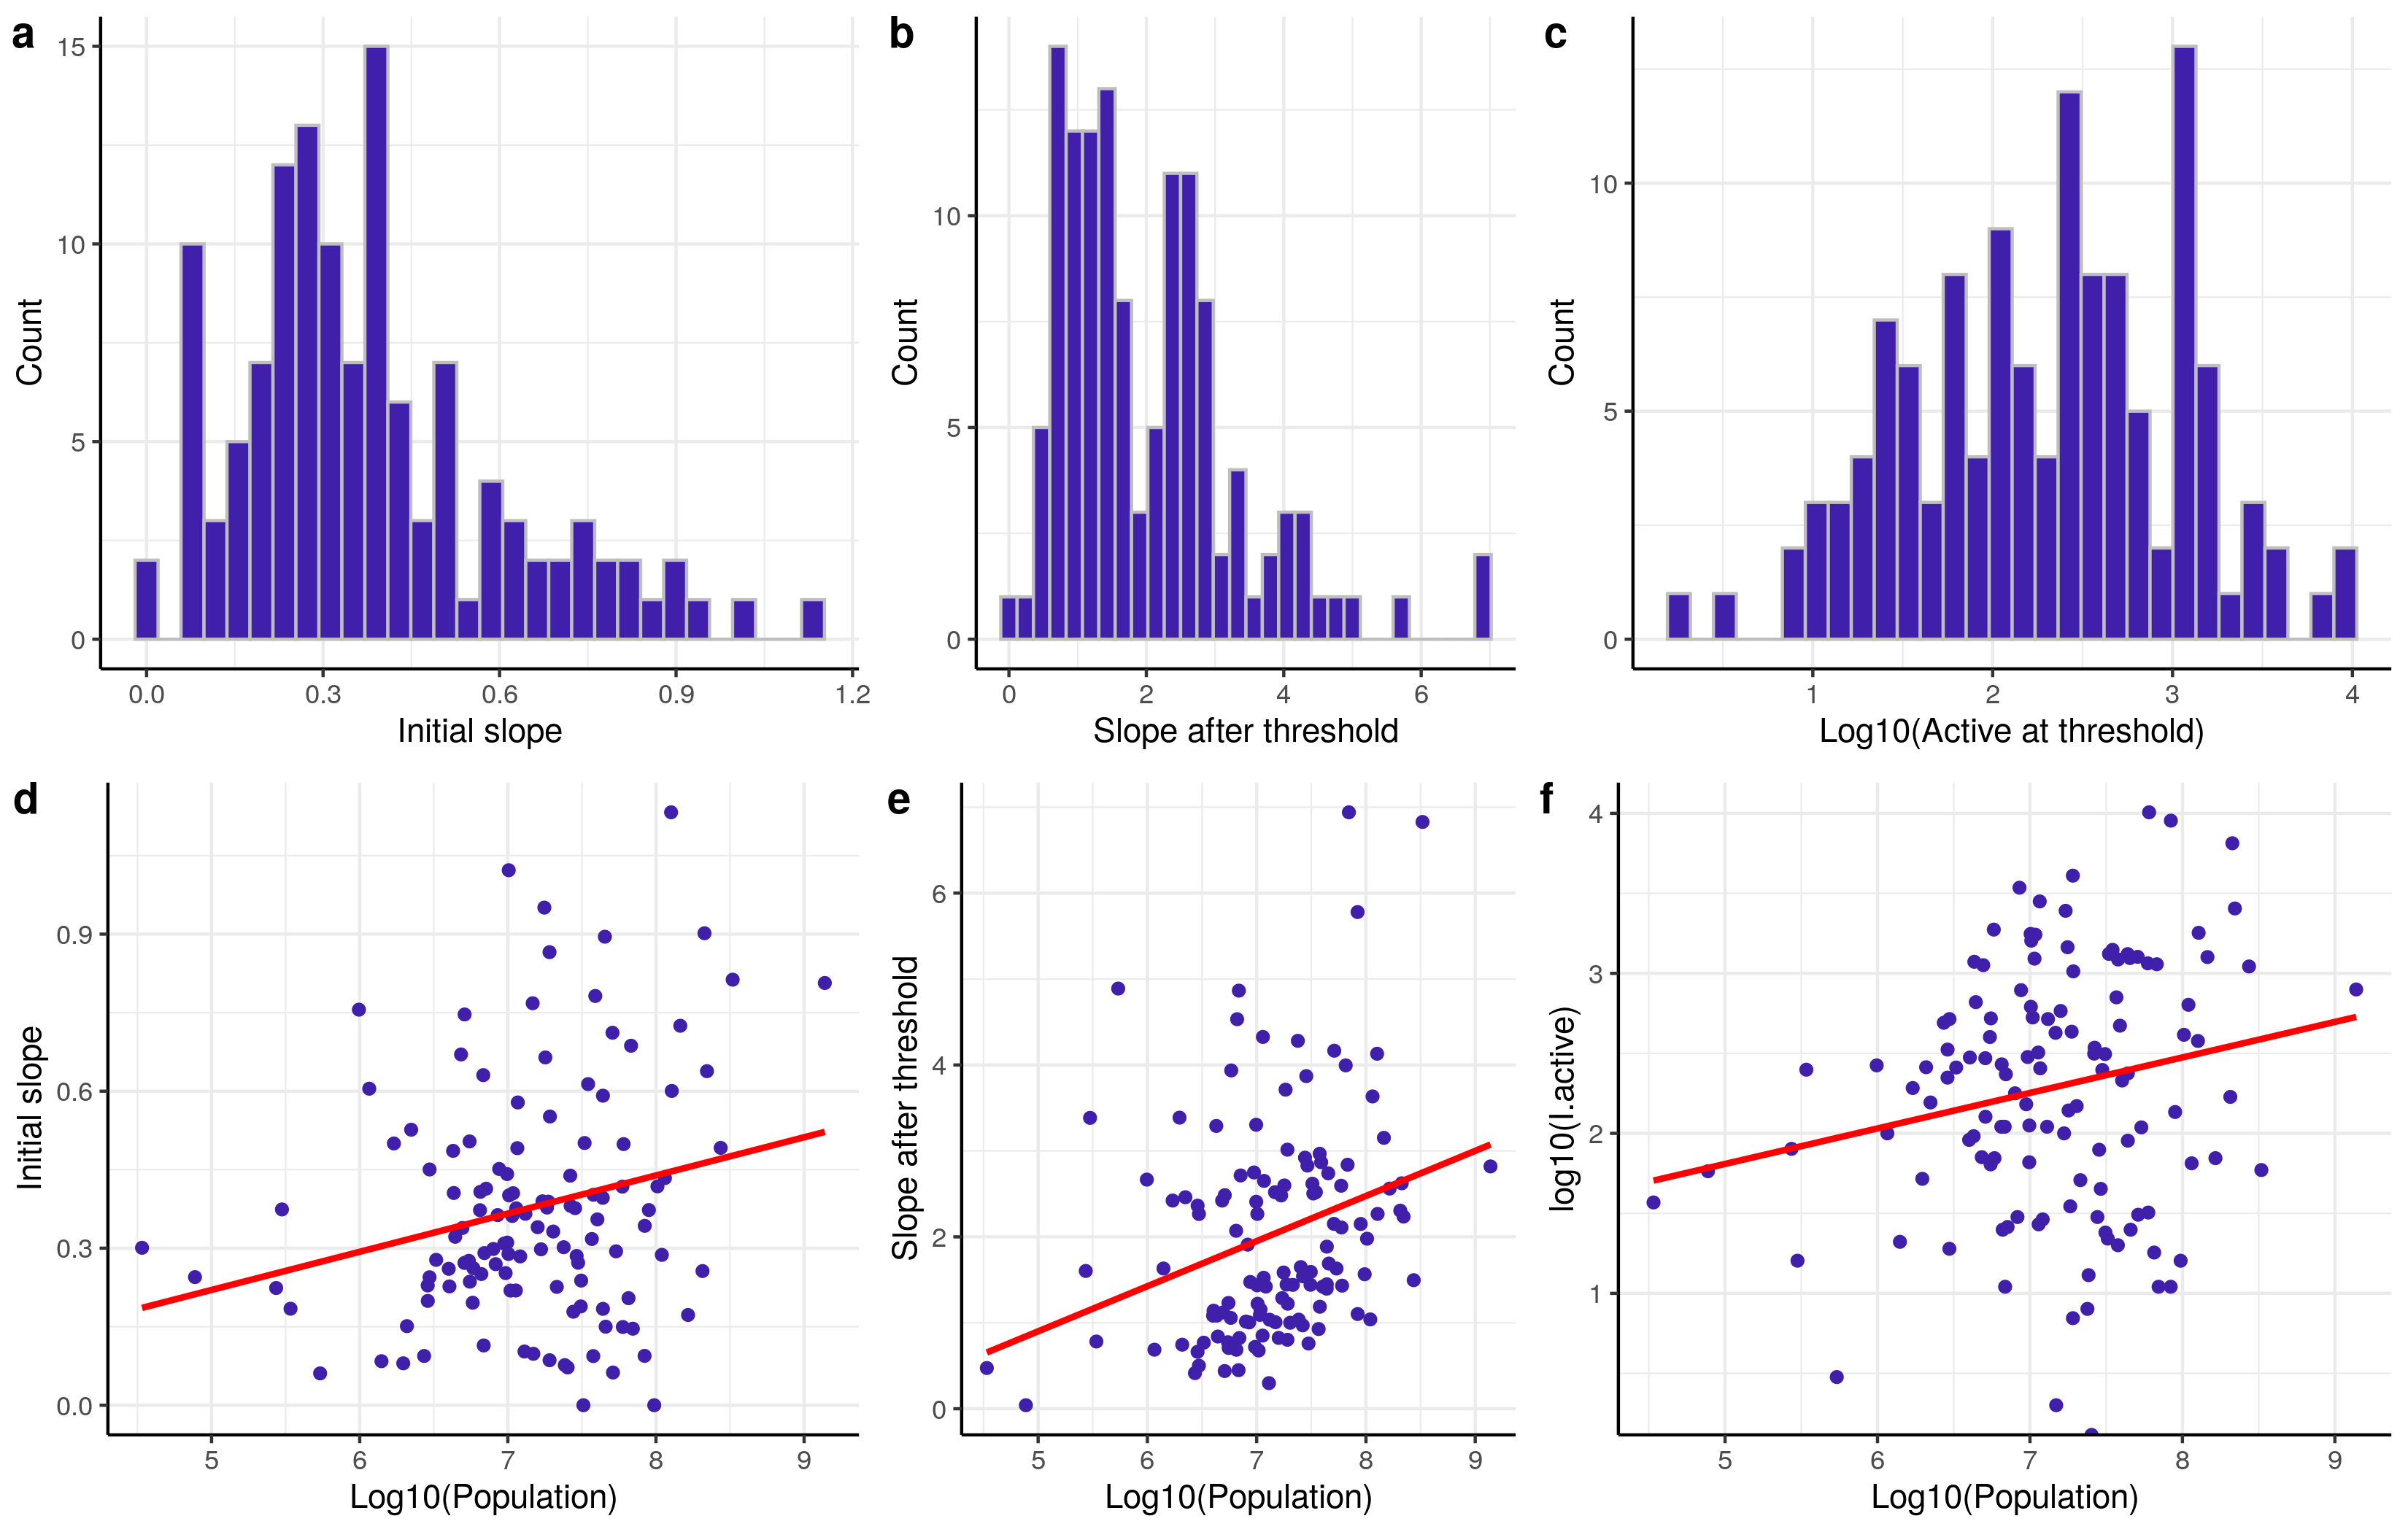 a
15
10
5
0
Count
0.0 0.3 0.6 0.9 1.2
Initial slope
b
10
5
0
Count
0 2 4 6
Slope after threshold
c
10
5
0
Count
1 2 3 4
Log10(Active at threshold)
d
0.9
0.6
0.3
0.0
Initial slope
5 6 7 8 9
Log10(Population)
e
6
4
2
0
Slope after threshold
5 6 7 8 9
Log10(Population)
f
4
3
2
1
log10(I.active)
5 6 7 8 9
Log10(Population)